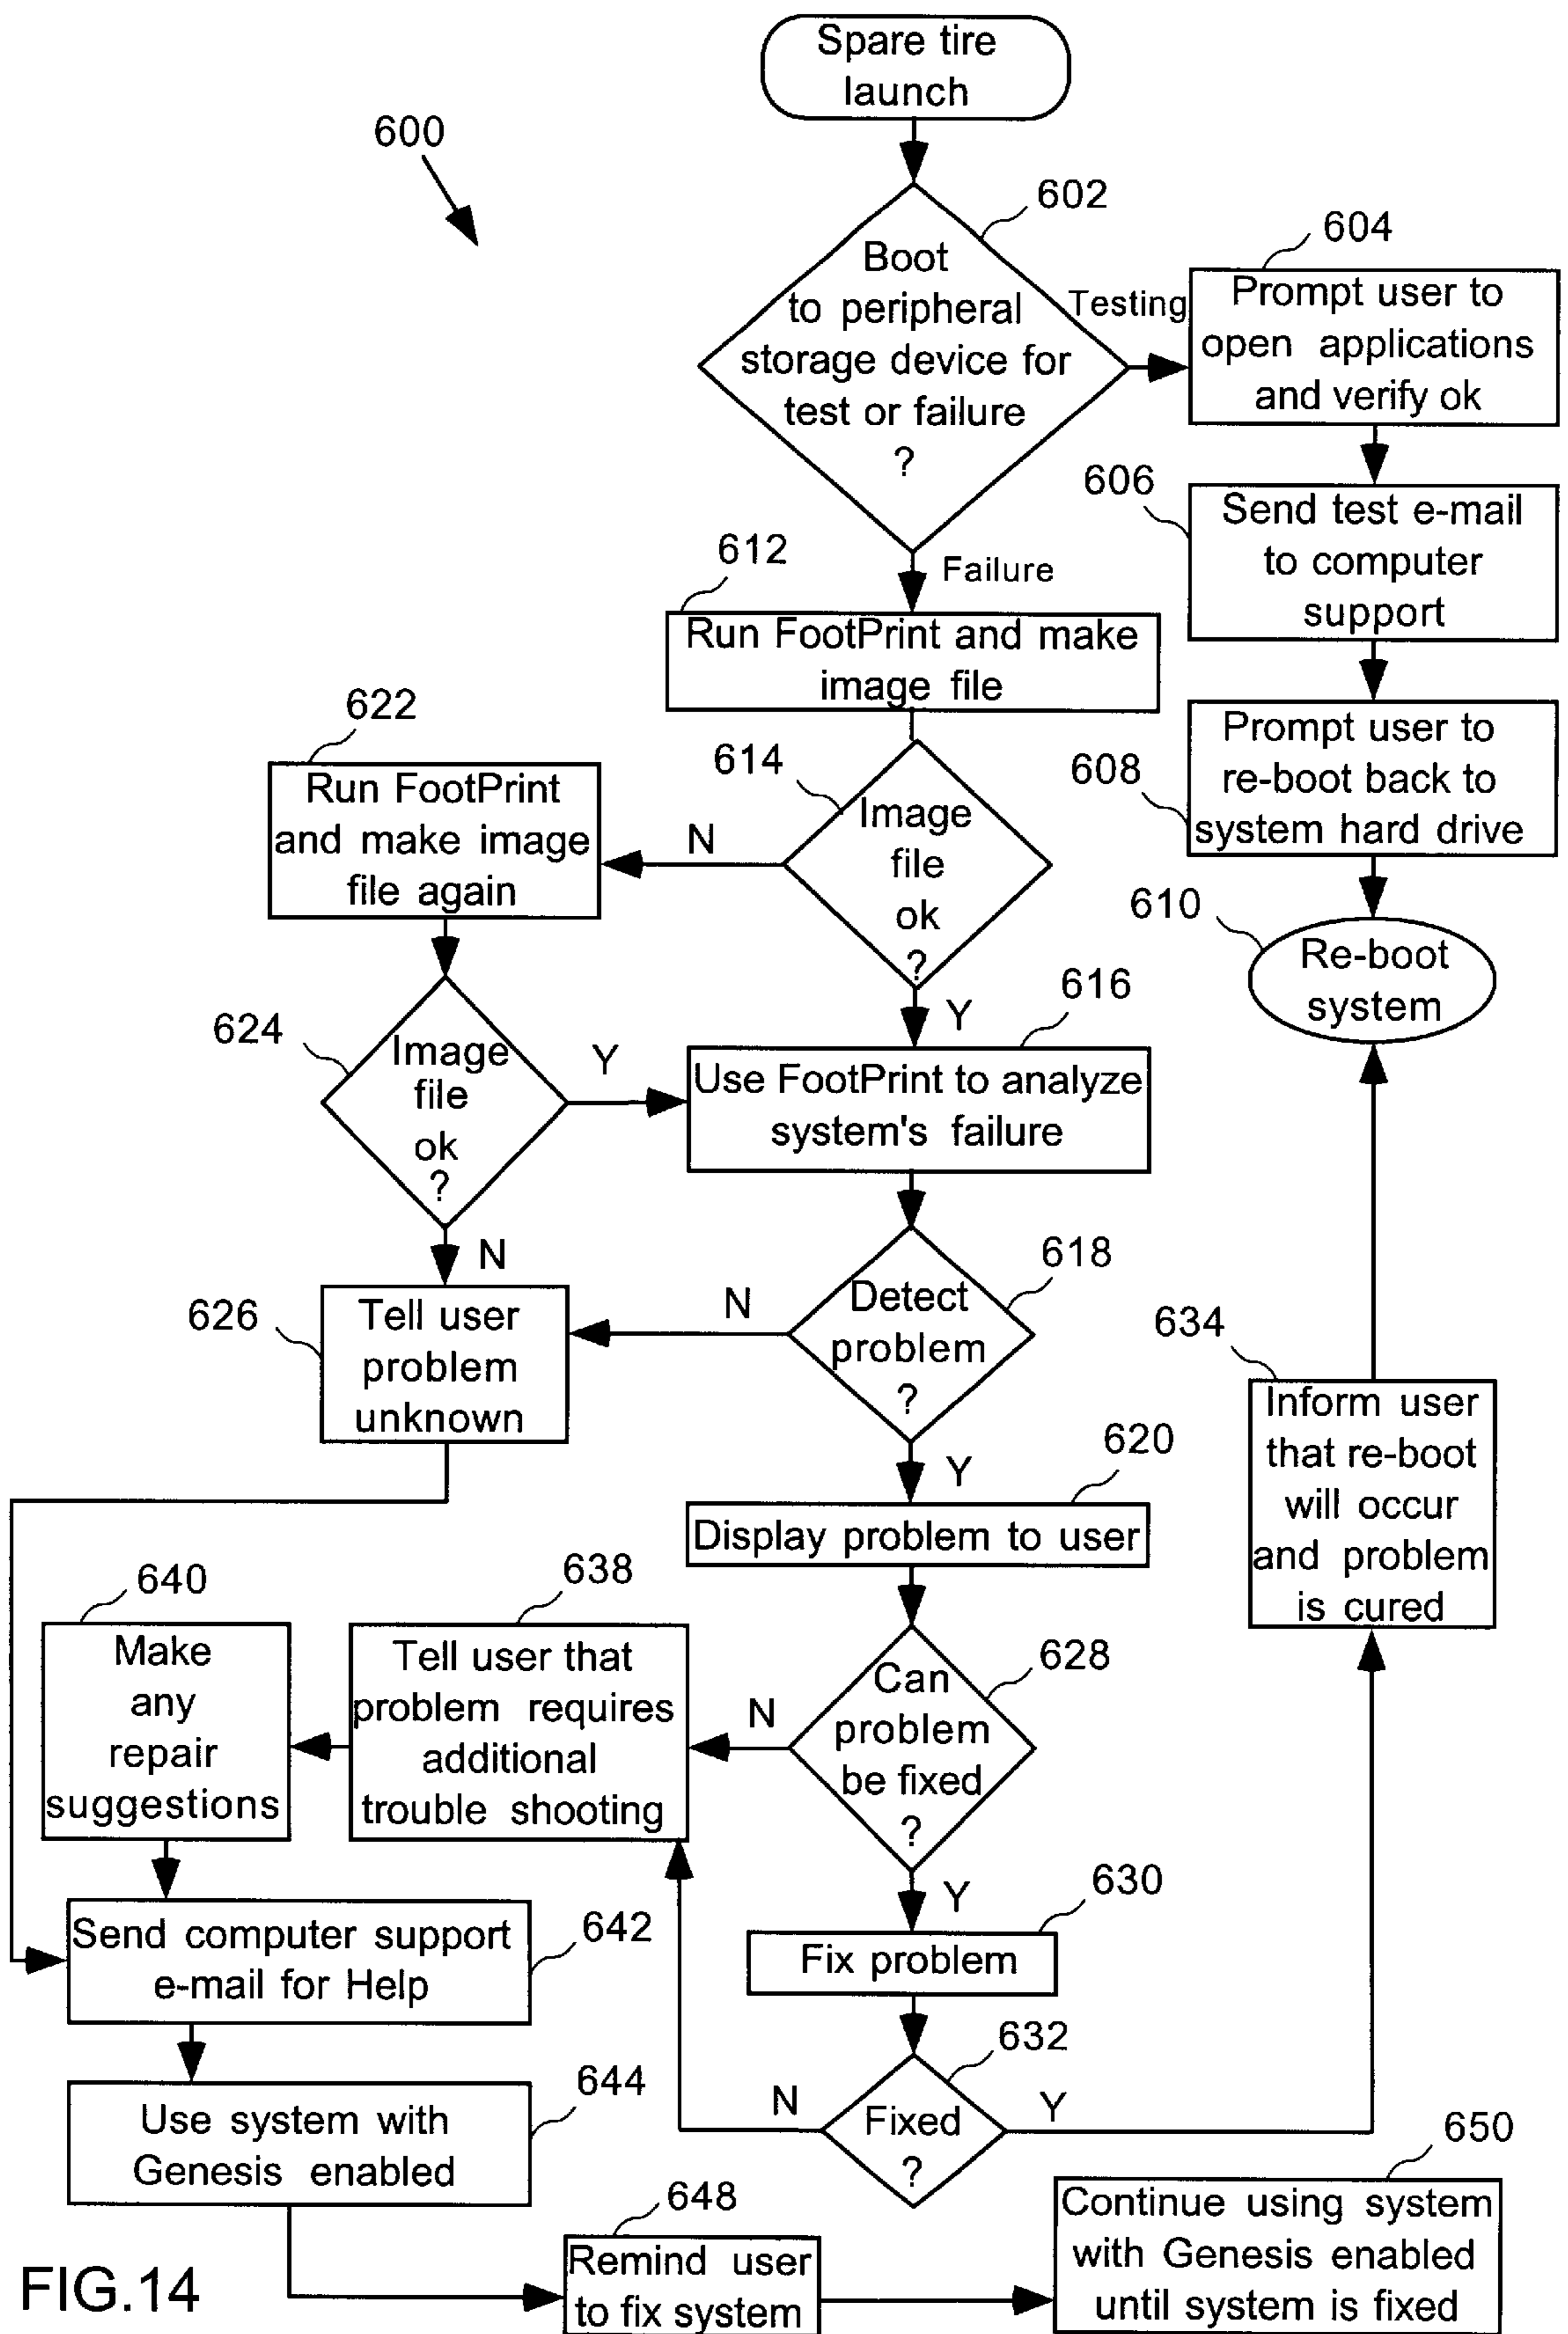 Spare tire
launch
600
602
Boot
to peripheral
storage device for
test or failure
?
Testing
604
Prompt user to
open applications
and verify ok
606
Send test e-mail
to computer
support
612
Failure
Run FootPrint and make
image file
608
Prompt user to
re-boot back to
system hard drive
622
Run FootPrint
and make image
file again
614
N
Image
file
ok
?
610
Re-boot
system
624
Image
file
ok
?
Y
Y
616
Use FootPrint to analyze
system's failure
N
626
Tell user
problem
unknown
N
618
Detect
problem
?
634
Inform user
that re-boot
will occur
and problem
is cured
Y
620
Display problem to user
640
Make
any
repair
suggestions
638
Tell user that
problem requires
additional
trouble shooting
N
628
Can
problem
be fixed
?
Y
630
Fix problem
642
Send computer support
e-mail for Help
632
N
Fixed
?
Y
644
Use system with
Genesis enabled
648
Remind user
to fix system
650
Continue using system
with Genesis enabled
until system is fixed
FIG.14